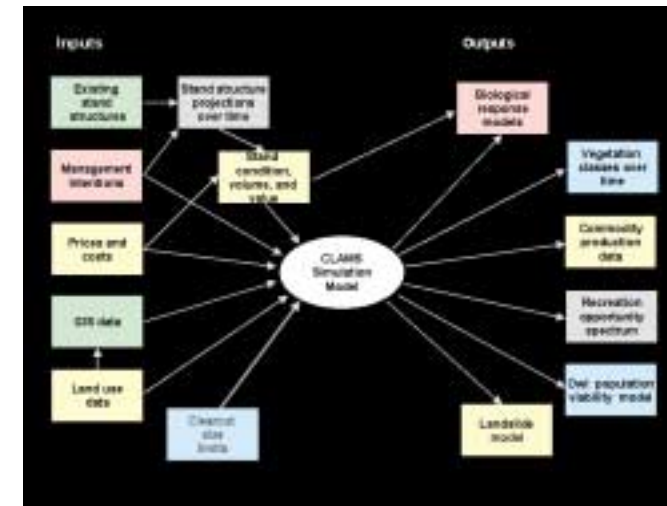 Inputs
Outputs
Existing
stand
structures
Stand structure
projections
over time
Biological
response
models
Management
intentions
Stand
condition,
volume, and
value
Vegetation
classes over
time
Prices and
costs
CLAMS
Simulation
Model
Commodity
production
data
GIS data
Recreation
opportunity
spectrum
Land use
data
Owl population
viability model
Clearcut
size
limits
Landslide
model